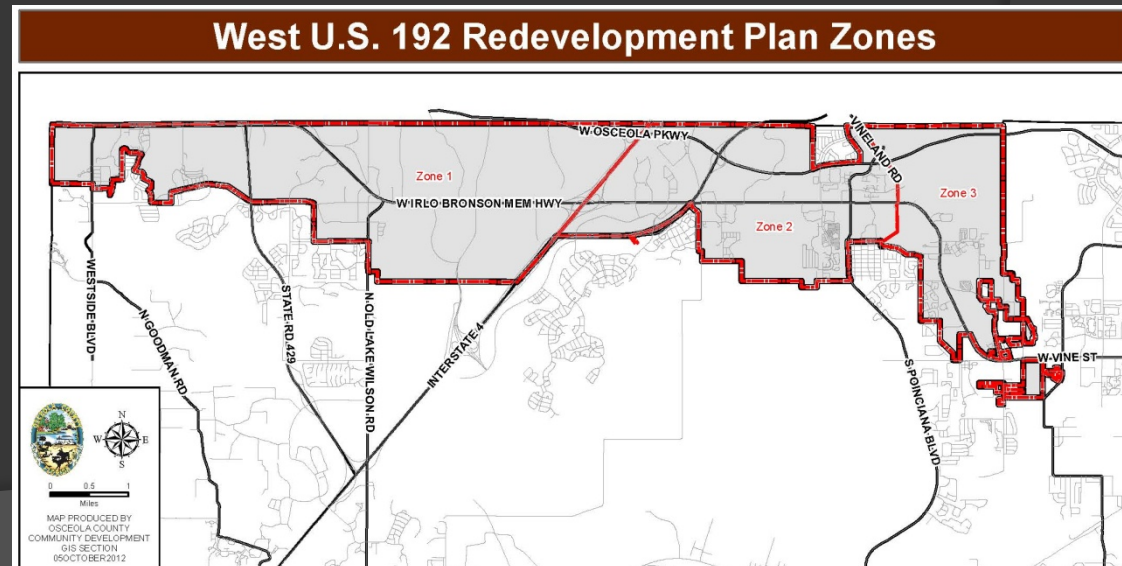 West U.S. 192 Redevelopment Plan Zones
W OSCEOLA PKWY
VINELAND RD
Zone 1
Zone 3
W IRLO BRONSON MEM HWY
Zone 2
WESTSIDE BLVD
N GOODMAN RD
STATE RD 429
N OLD LAKE WILSON RD
INTERSTATE 4
S POINCIANA BLVD
W VINE ST
N
W E
S
0 0.5 1
Miles
MAP PRODUCED BY
OSCEOLA COUNTY
COMMUNITY DEVELOPMENT
GIS SECTION
05OCTOBER2012